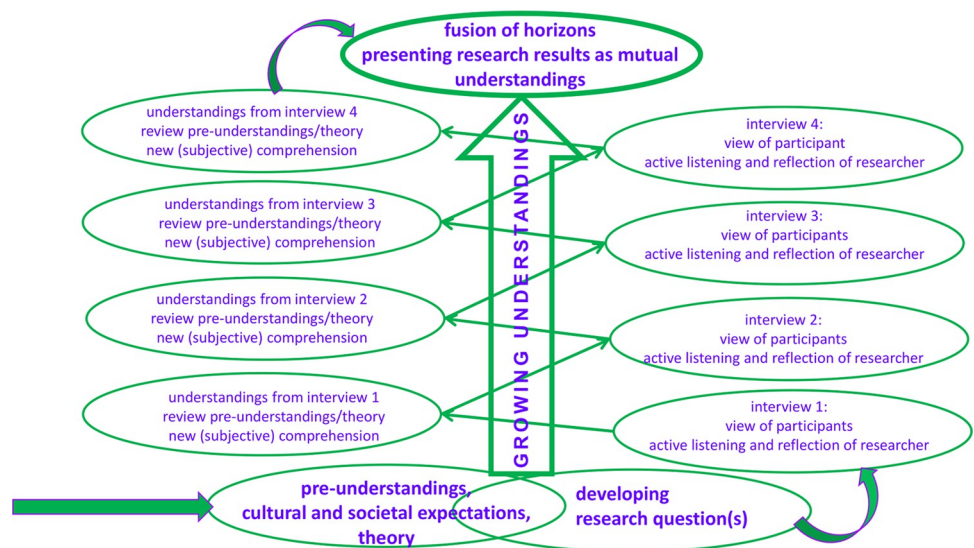 fusion of horizons
presenting research results as mutual
understandings
understandings from interview 4
review pre-understandings/theory
new (subjective) comprehension
interview 4:
view of participant
active listening and reflection of researcher
understandings from interview 3
review pre-understandings/theory
new (subjective) comprehension
interview 3:
view of participants
active listening and reflection of researcher
understandings from interview 2
review pre-understandings/theory
new (subjective) comprehension
interview 2:
view of participants
active listening and reflection of researcher
understandings from interview 1
review pre-understandings/theory
new (subjective) comprehension
interview 1:
view of participants
active listening and reflection of researcher
GROWING UNDERSTANDINGS
pre-understandings,
cultural and societal expectations,
theory
developing
research question(s)